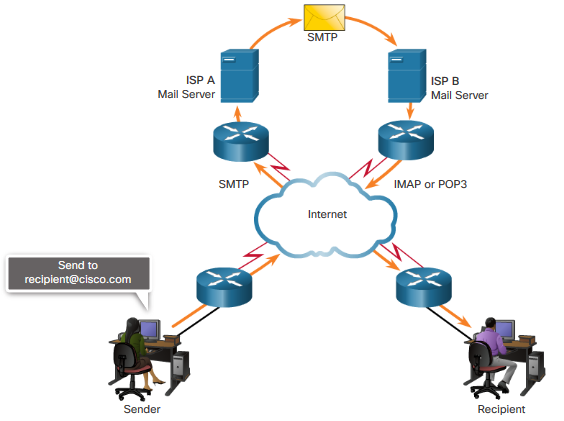 SMTP
ISP A
Mail Server
ISP B
Mail Server
SMTP
IMAP or POP3
Internet
Send to
recipient@cisco.com
Sender
Recipient